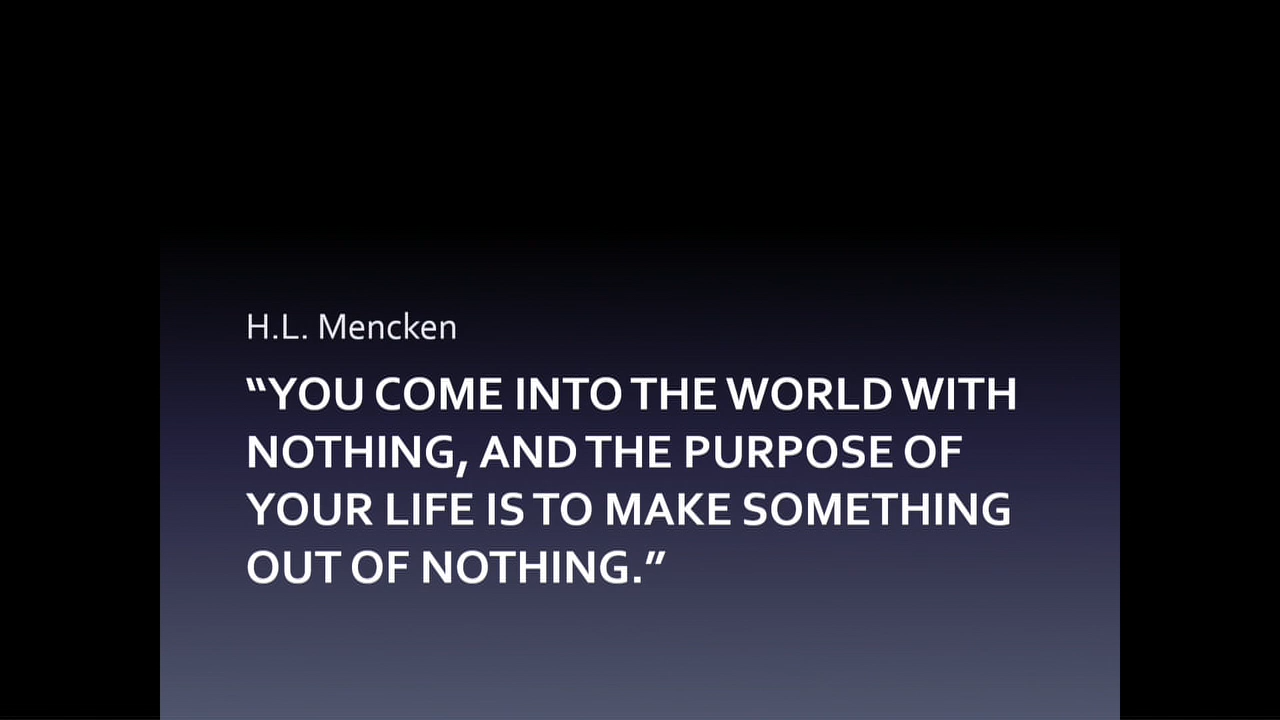 H.L. Mencken
“YOU COME INTO THE WORLD WITH
NOTHING, AND THE PURPOSE OF
YOUR LIFE IS TO MAKE SOMETHING
OUT OF NOTHING.”